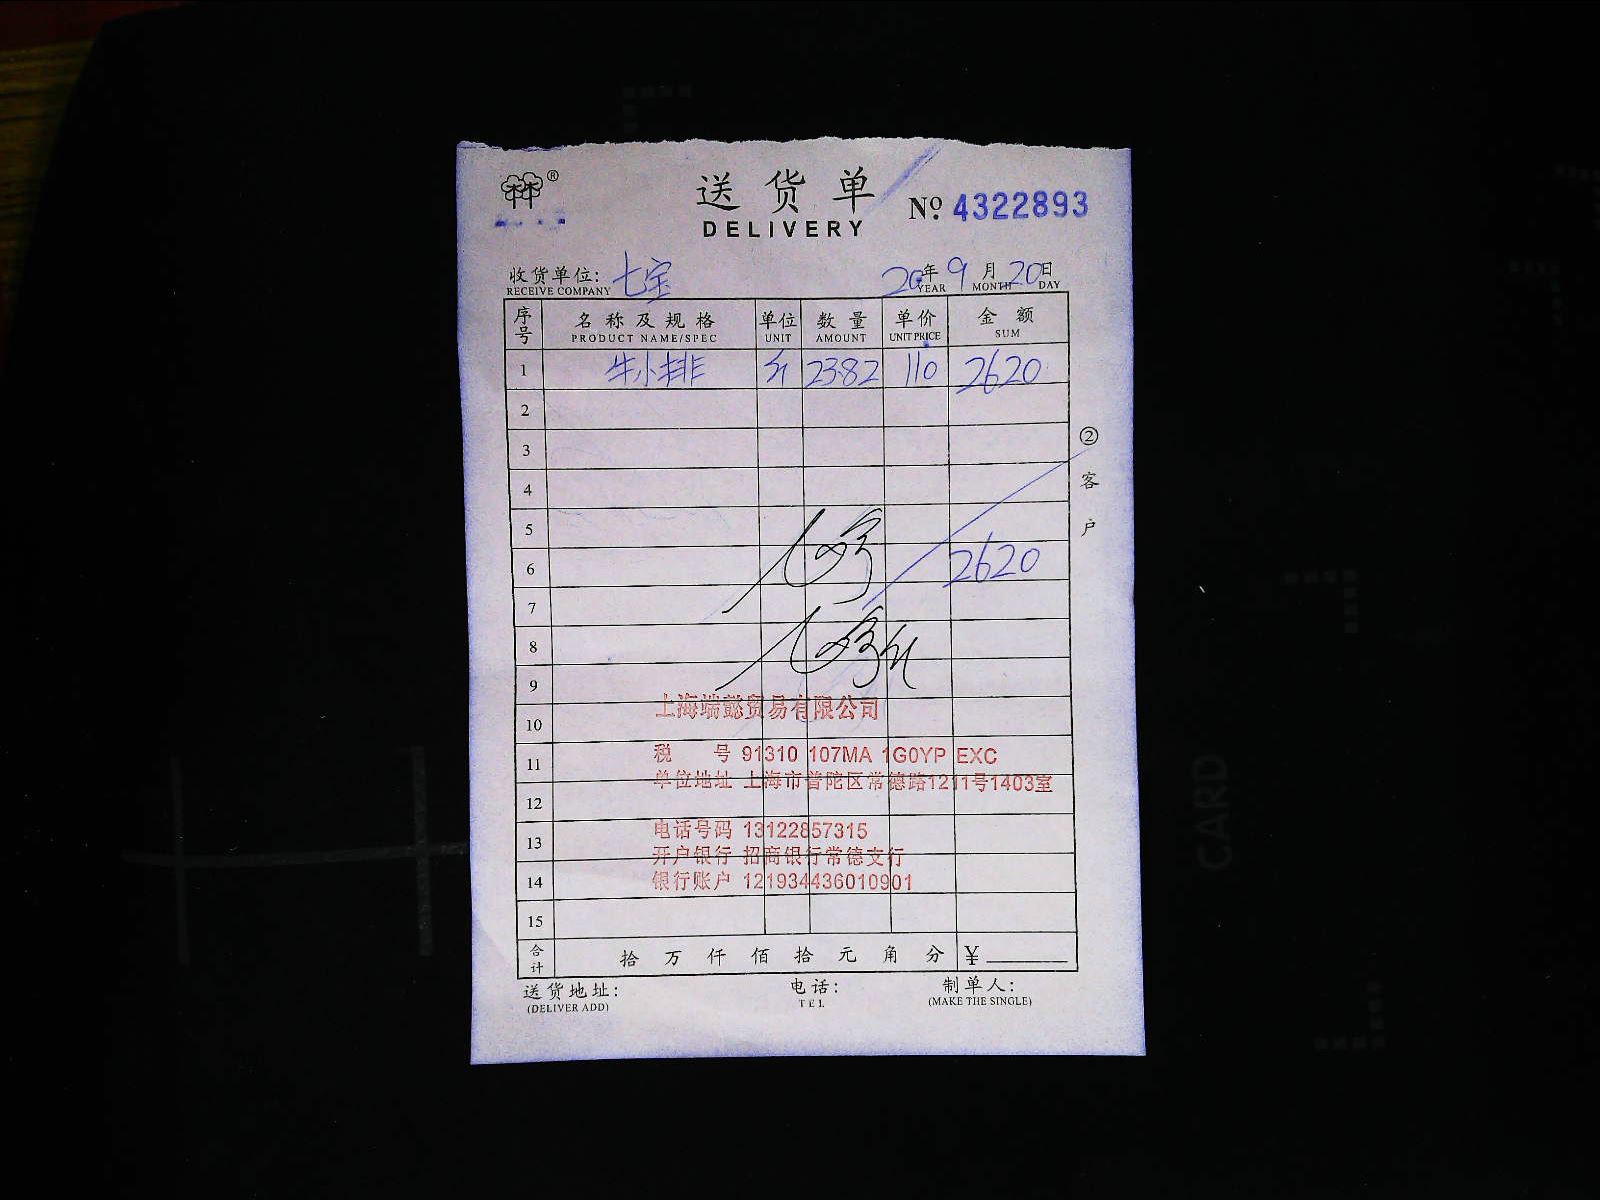 ®
送货单
DELIVERY
Nº 4322893
收货单位: 七宝
RECEIVE COMPANY
20年9月20日
YEAR MONTH DAY
序号 名称及规格 单位 数量 单价 金额
PRODUCT NAME/SPEC UNIT AMOUNT UNIT PRICE SUM
1 牛小排 斤 23.82 110 2620
2
3
4
5
6 2620
7
8
9
10
11
12
13
14
15
②客户
上海端懿贸易有限公司
税 号 91310 107MA 1G0YP EXC
单位地址 上海市普陀区常德路1211号1403室
电话号码 13122857315
开户银行 招商银行常德支行
银行账户 121934436010901
合计 拾 万 仟 佰 拾 元 角 分 ¥
送货地址: 电话: 制单人:
(DELIVER ADD) TEL (MAKE THE SINGLE)
CARD